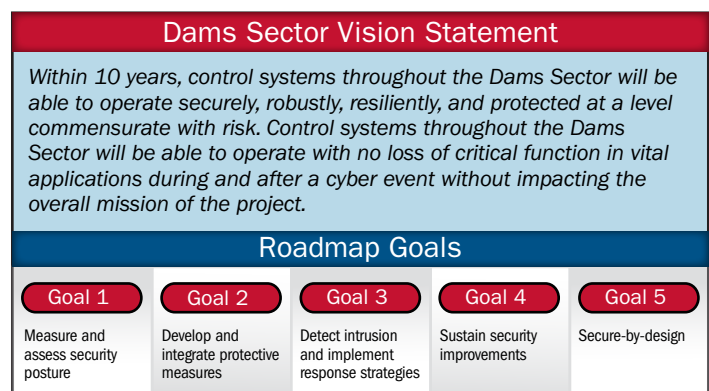 Dams Sector Vision Statement
Within 10 years, control systems throughout the Dams Sector will be
able to operate securely, robustly, resiliently, and protected at a level
commensurate with risk. Control systems throughout the Dams
Sector will be able to operate with no loss of critical function in vital
applications during and after a cyber event without impacting the
overall mission of the project.
Roadmap Goals
Goal 1
Measure and
assess security
posture
Goal 2
Develop and
integrate protective
measures
Goal 3
Detect intrusion
and implement
response strategies
Goal 4
Sustain security
improvements
Goal 5
Secure-by-design